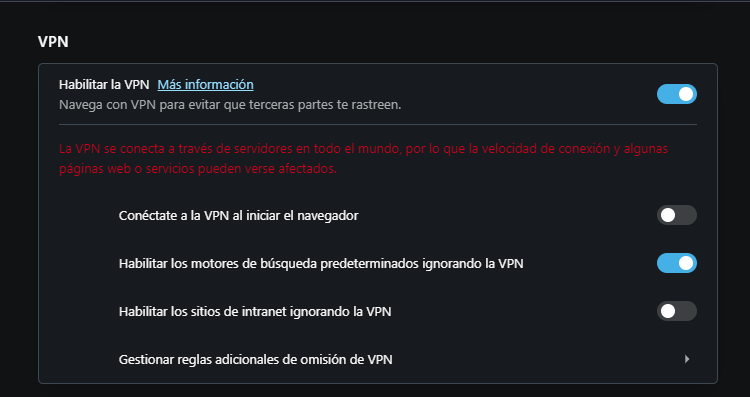 VPN
Habilitar la VPN Más información
Navega con VPN para evitar que terceras partes te rastreen.
La VPN se conecta a través de servidores en todo el mundo, por lo que la velocidad de conexión y algunas
páginas web o servicios pueden verse afectados.
Conéctate a la VPN al iniciar el navegador
Habilitar los motores de búsqueda predeterminados ignorando la VPN
Habilitar los sitios de intranet ignorando la VPN
Gestionar reglas adicionales de omisión de VPN